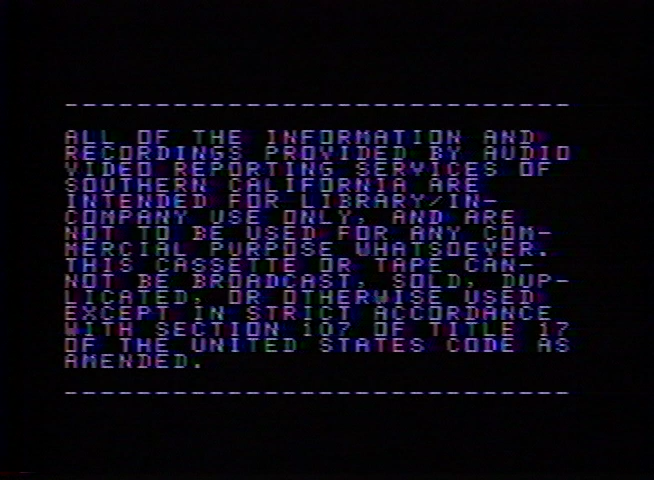 ----------------------------
ALL OF THE INFORMATION AND
RECORDINGS PROVIDED BY AUDIO
VIDEO REPORTING SERVICES OF
SOUTHERN CALIFORNIA ARE
INTENDED FOR LIBRARY/IN-
COMPANY USE ONLY, AND ARE
NOT TO BE USED FOR ANY COM-
MERCIAL PURPOSE WHATSOEVER.
THIS CASSETTE OR TAPE CAN-
NOT BE BROADCAST, SOLD, DUP-
LICATED, OR OTHERWISE USED
EXCEPT IN STRICT ACCORDANCE
WITH SECTION 107 OF TITLE 17
OF THE UNITED STATES CODE AS
AMENDED.
----------------------------